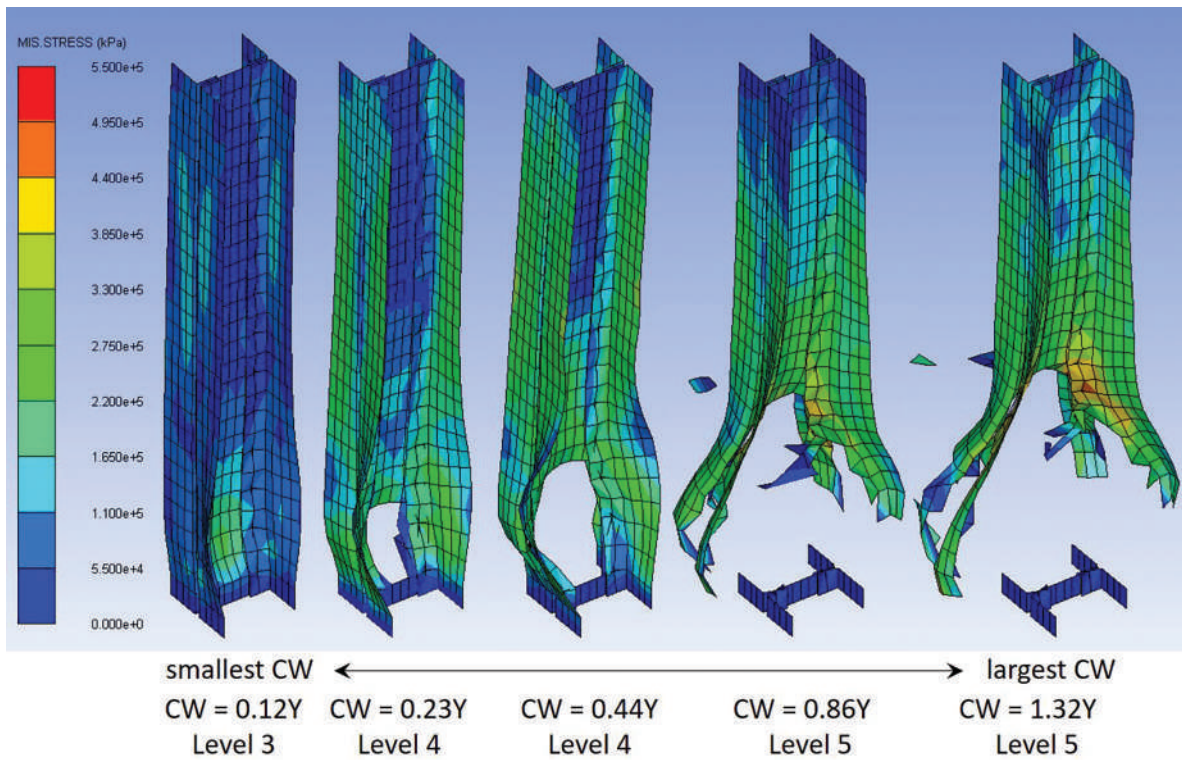 MIS.STRESS (kPa)
5.500e+5
4.950e+5
4.400e+5
3.850e+5
3.300e+5
2.750e+5
2.200e+5
1.650e+5
1.100e+5
5.500e+4
0.000e+0
smallest CW
largest CW
CW = 0.12Y
CW = 0.23Y
CW = 0.44Y
CW = 0.86Y
CW = 1.32Y
Level 3
Level 4
Level 4
Level 5
Level 5